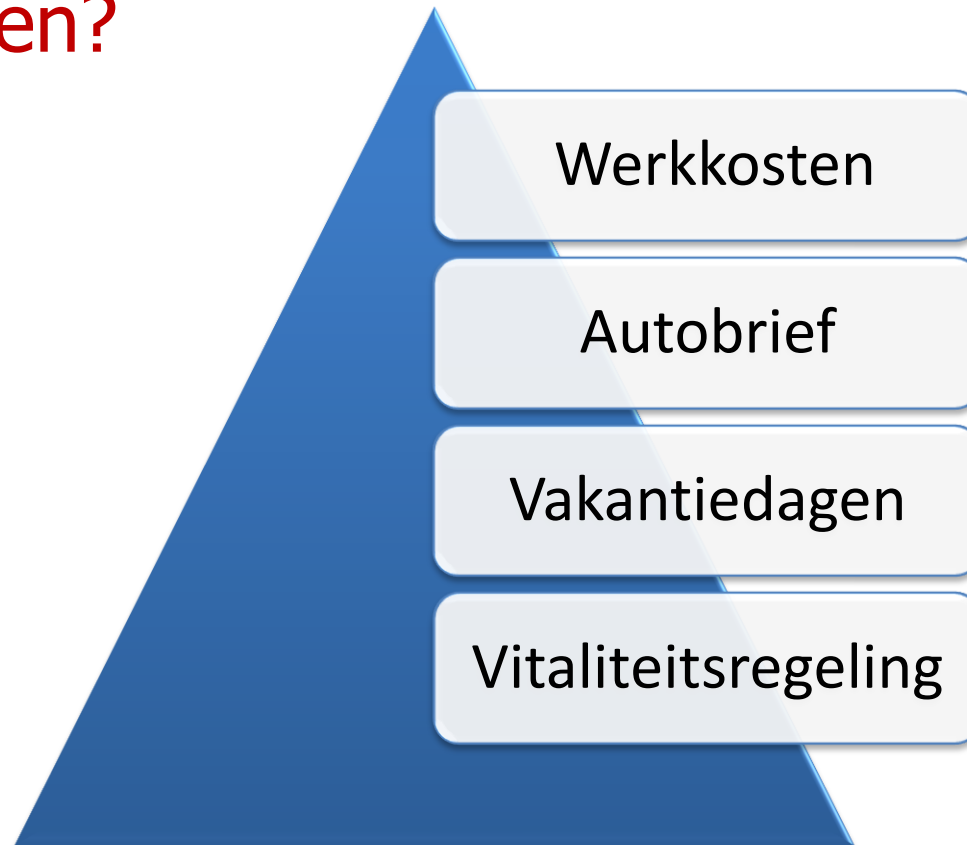 en?
Werkkosten
Autobrief
Vakantiedagen
Vitaliteitsregeling